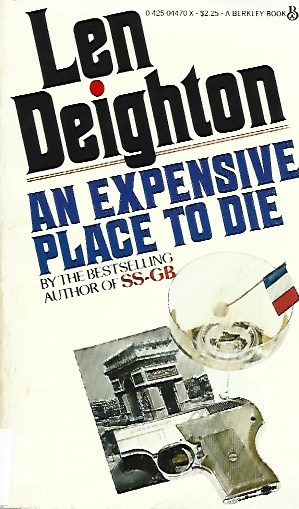 0-425-04470 X • $2.25 • A BERKLEY BOOK
Len
Deighton
AN EXPENSIVE
PLACE TO DIE
BY THE BESTSELLING
AUTHOR OF SS-GB